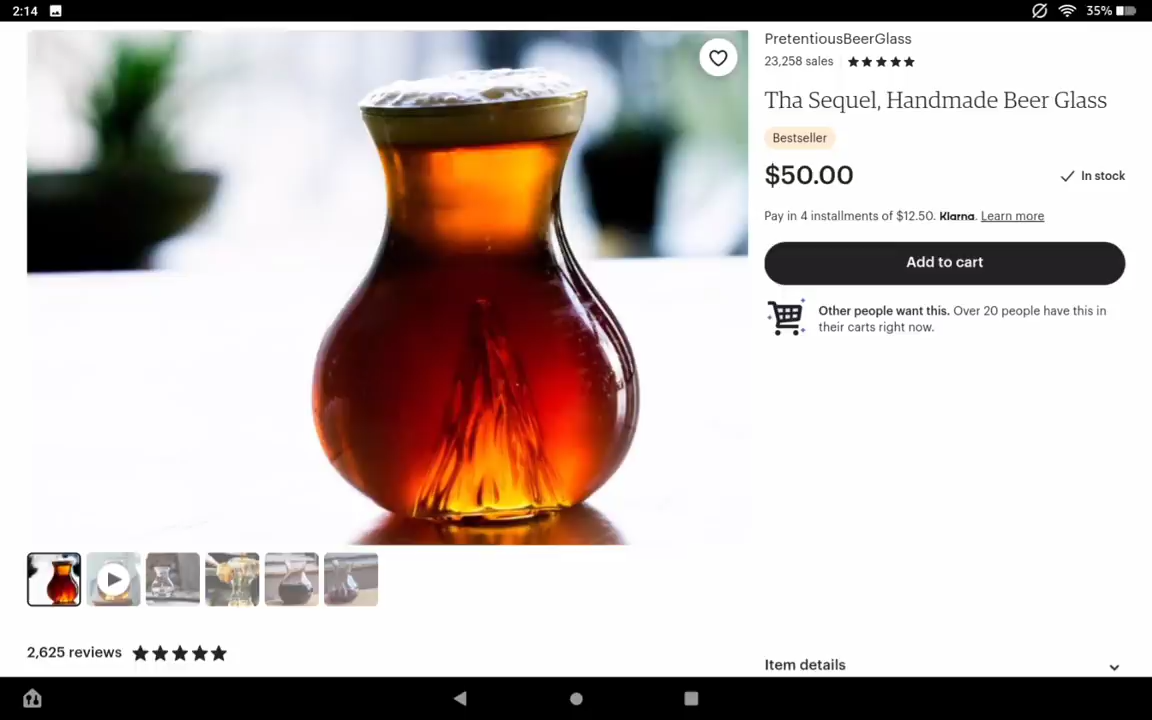 2:14
35%
PretentiousBeerGlass
23,258 sales
Tha Sequel, Handmade Beer Glass
Bestseller
$50.00
In stock
Pay in 4 installments of $12.50. Klarna. Learn more
Add to cart
Other people want this. Over 20 people have this in
their carts right now.
2,625 reviews
Item details